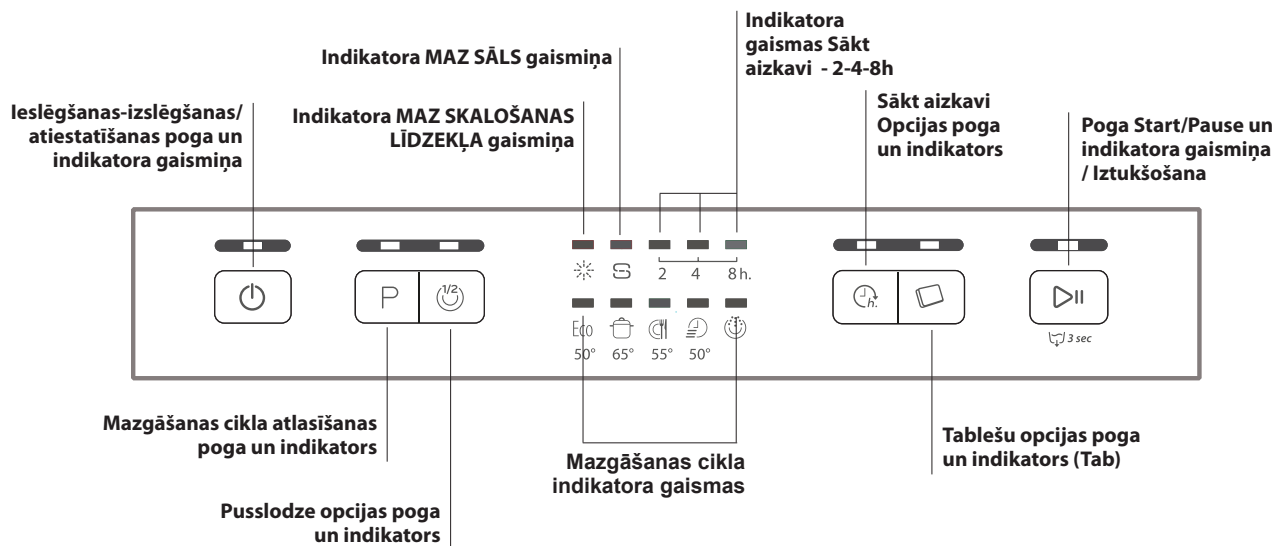 Indikatora
gaismas Sākt
aizkavi - 2-4-8h
Indikatora MAZ SĀLS gaismiņa
Ieslēgšanas-izslēgšanas/
atiestatīšanas poga un
indikatora gaismiņa
Indikatora MAZ SKALOŠANAS
LĪDZEKĻA gaismiņa
Sākt aizkavi
Opcijas poga
un indikators
Poga Start/Pause un
indikatora gaismiņa
/ Iztukšošana
2 4 8 h.
P 1/2 h.
Eco
50° 65° 55° 50°
3 sec
Mazgāšanas cikla atlasīšanas
poga un indikators
Mazgāšanas cikla
indikatora gaismas
Tablešu opcijas poga
un indikators (Tab)
Pusslodze opcijas poga
un indikators